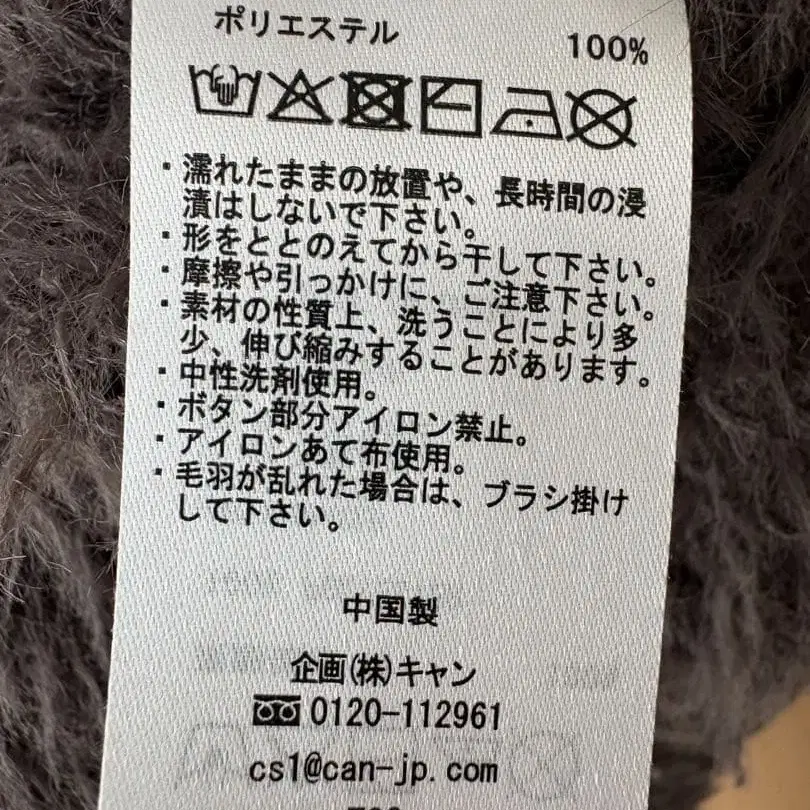 ポリエステル 100%
・濡れたままの放置や、長時間の浸
漬はしないで下さい。
・形をととのえてから干して下さい。
・摩擦や引っかけに、ご注意下さい。
・素材の性質上、洗うことにより多
少、伸び縮みすることがあります。
・中性洗剤使用。
・ボタン部分アイロン禁止。
・アイロンあて布使用。
・毛羽が乱れた場合は、ブラシ掛け
して下さい。
中国製
企画(株)キャン
0120-112961
cs1@can-jp.com